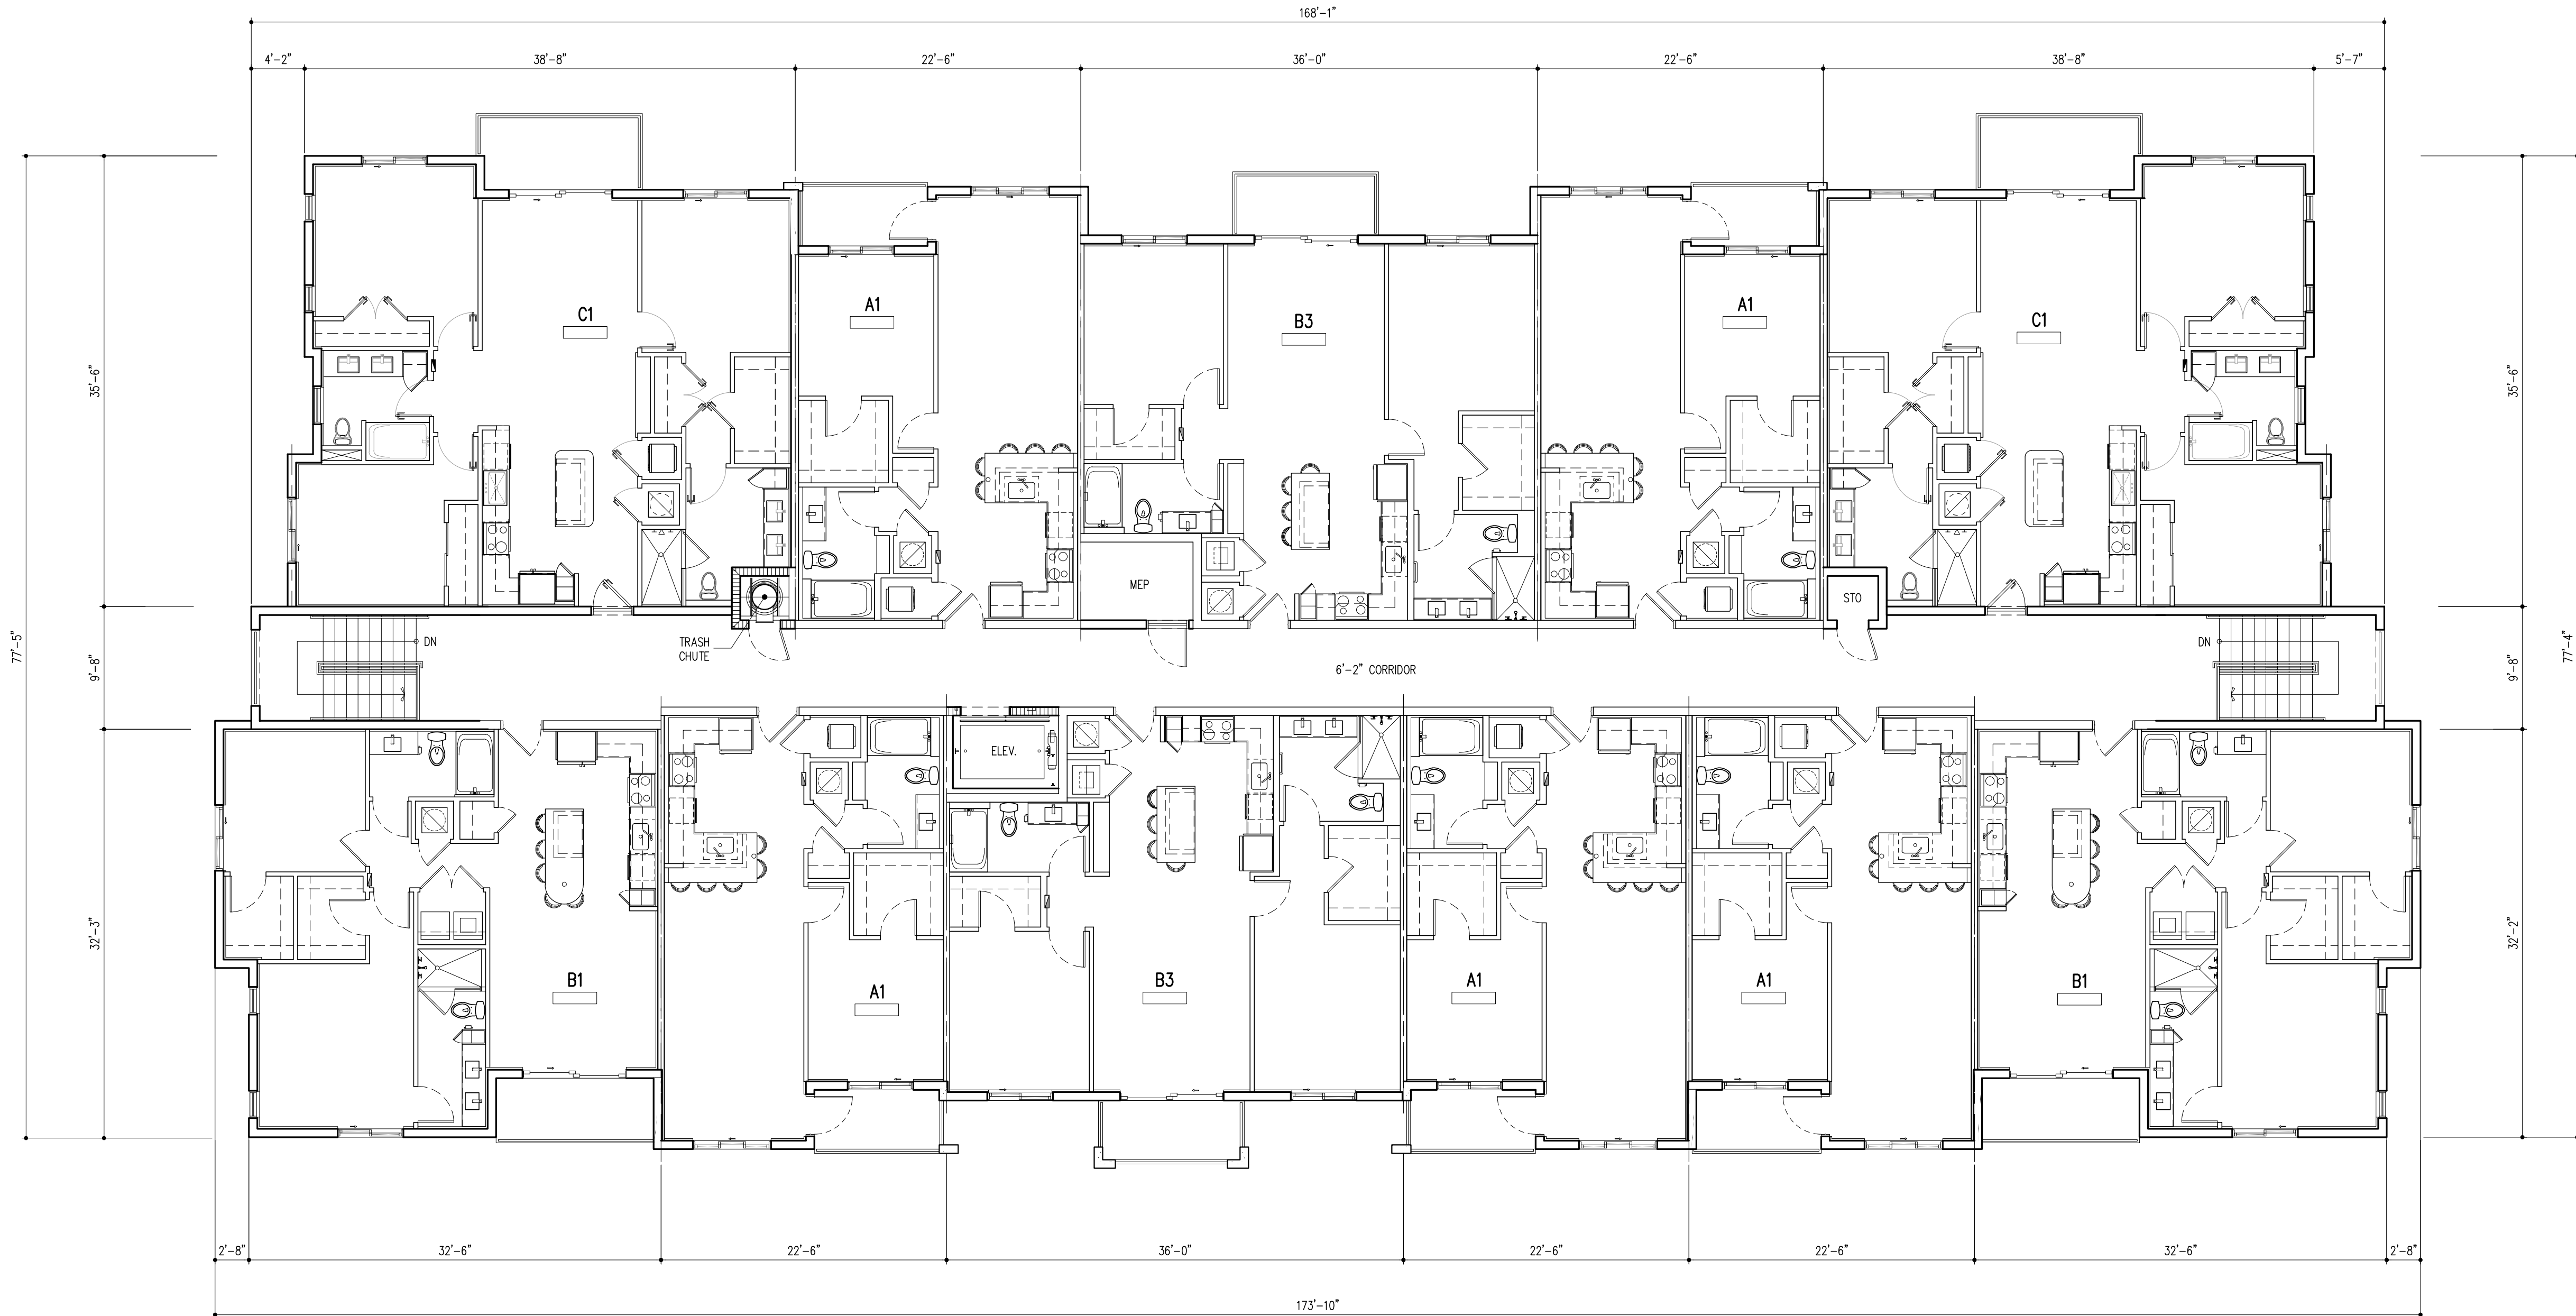 168'-1"
4'-2" 38'-8" 22'-6" 36'-0" 22'-6" 38'-8" 5'-7"
C1 A1 B3 A1 C1
35'-6" 35'-6"
MEP STO
TRASH
CHUTE
DN DN
6'-2" CORRIDOR
77'-5" 9'-8" 9'-8" 77'-4"
ELEV.
32'-3" 32'-2"
B1 A1 B3 A1 A1 B1
2'-8" 32'-6" 22'-6" 36'-0" 22'-6" 22'-6" 32'-6" 2'-8"
173'-10"